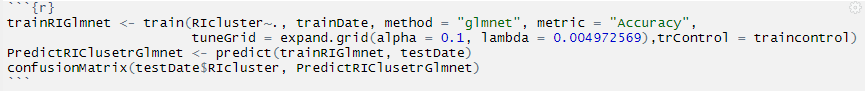 ```{r}
trainRIGlmnet <- train(RIcluster~., trainDate, method = "glmnet", metric = "Accuracy",
tuneGrid = expand.grid(alpha = 0.1, lambda = 0.004972569),trControl = traincontrol)
PredictRIClusetrGlmnet <- predict(trainRIGlmnet, testDate)
confusionMatrix(testDate$RIcluster, PredictRIClusetrGlmnet)
```